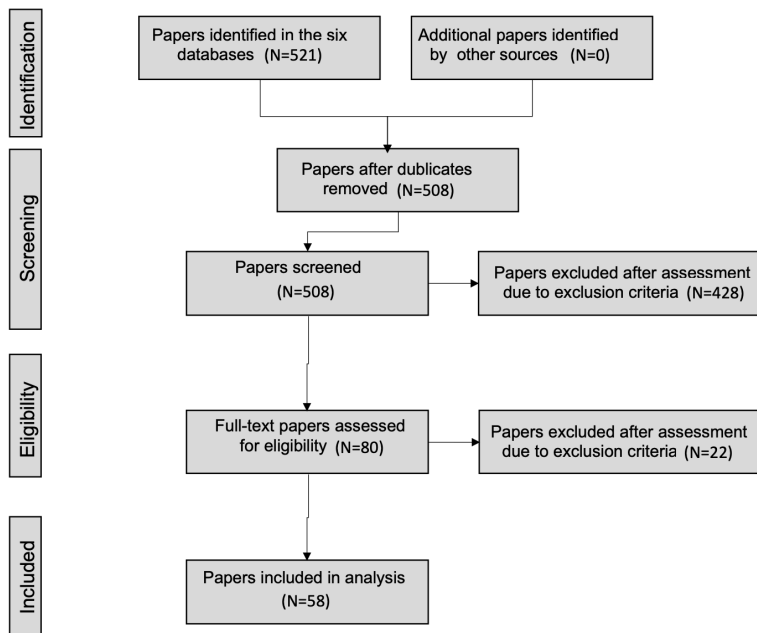 Identification
Papers identified in the six
databases (N=521)
Additional papers identified
by other sources (N=0)
Screening
Papers after dublicates
removed (N=508)
Papers screened
(N=508)
Papers excluded after assessment
due to exclusion criteria (N=428)
Eligibility
Full-text papers assessed
for eligibility (N=80)
Papers excluded after assessment
due to exclusion criteria (N=22)
Included
Papers included in analysis
(N=58)